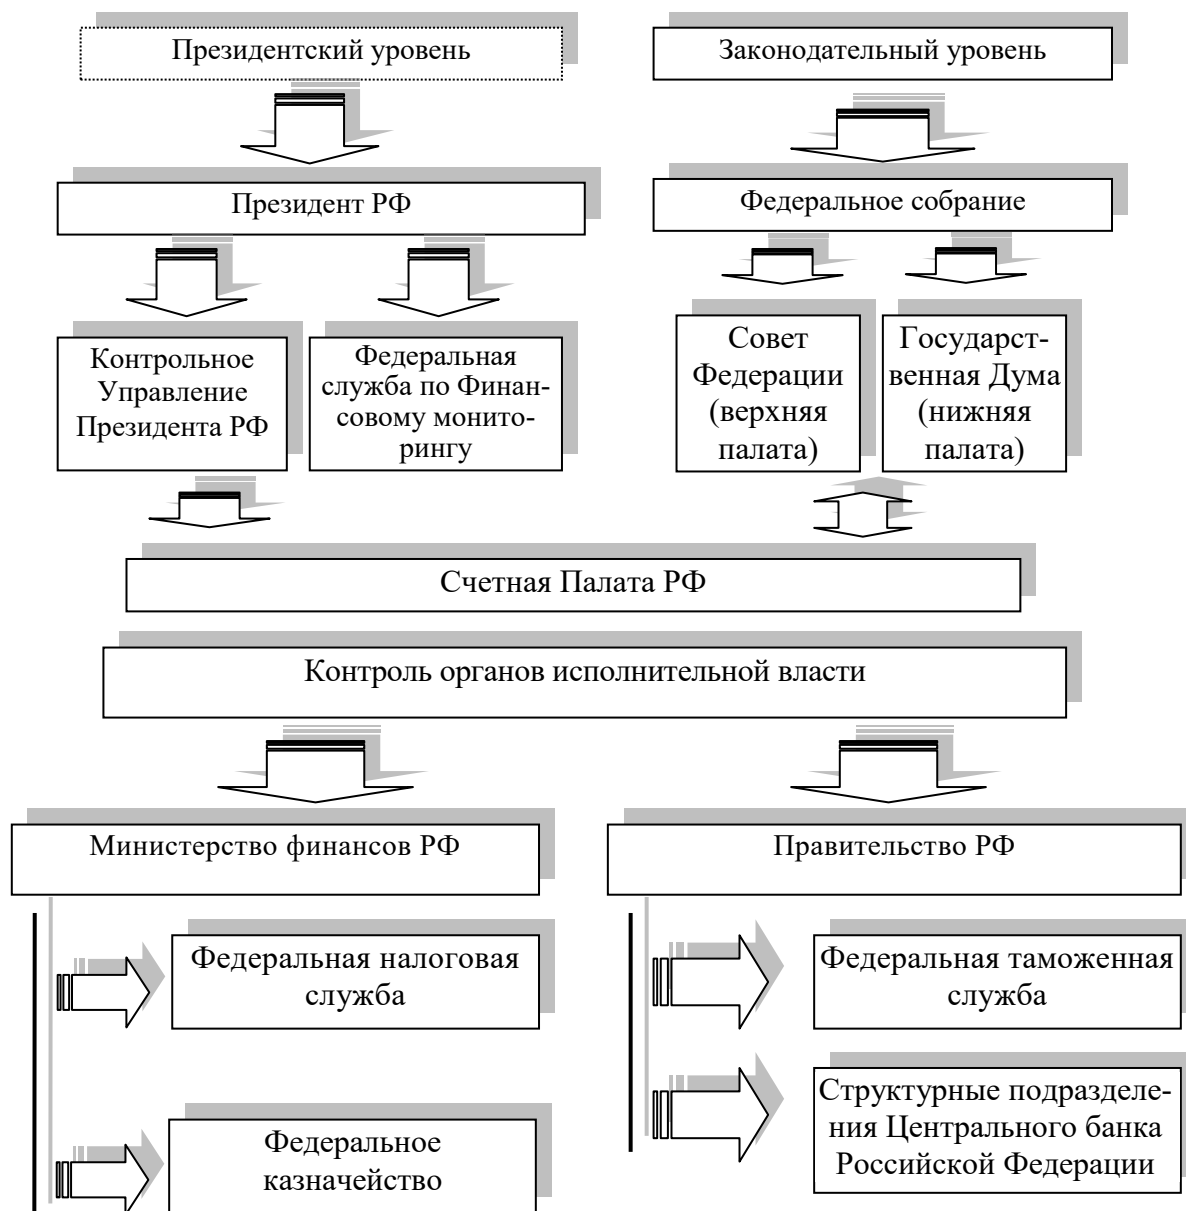 Президентский уровень
Законодательный уровень
Президент РФ
Федеральное собрание
Контрольное
Управление
Президента РФ
Федеральная
служба по Финан-
совому монито-
рингу
Совет
Федерации
(верхняя
палата)
Государст-
венная Дума
(нижняя
палата)
Счетная Палата РФ
Контроль органов исполнительной власти
Министерство финансов РФ
Правительство РФ
Федеральная налоговая
служба
Федеральная таможенная
служба
Федеральное
казначейство
Структурные подразделе-
ния Центрального банка
Российской Федерации